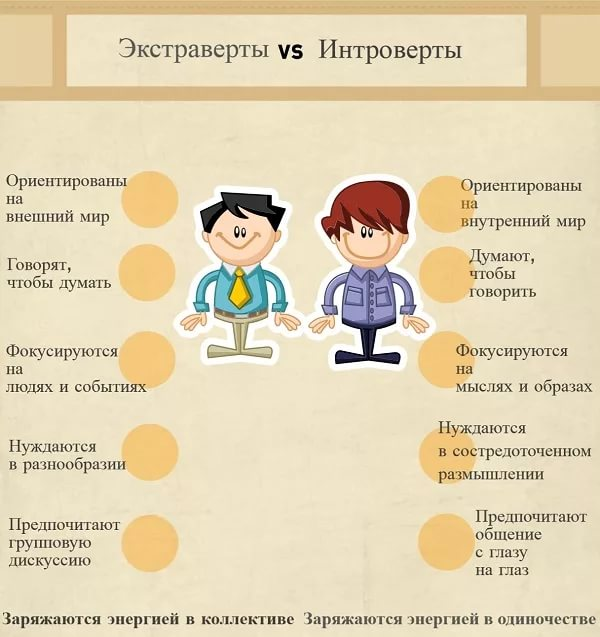 Экстраверты vs Интроверты
Ориентированы
на
внешний мир
Говорят,
чтобы думать
Фокусируются
на
людях и событиях
Нуждаются
в разнообразии
Предпочитают
групповую
дискуссию
Заряжаются энергией в коллективе
Ориентированы
на
внутренний мир
Думают,
чтобы
говорить
Фокусируются
на
мыслях и образах
Нуждаются
в состредоточенном
размышлении
Предпочитают
общение
с глазу
на глаз
Заряжаются энергией в одиночестве